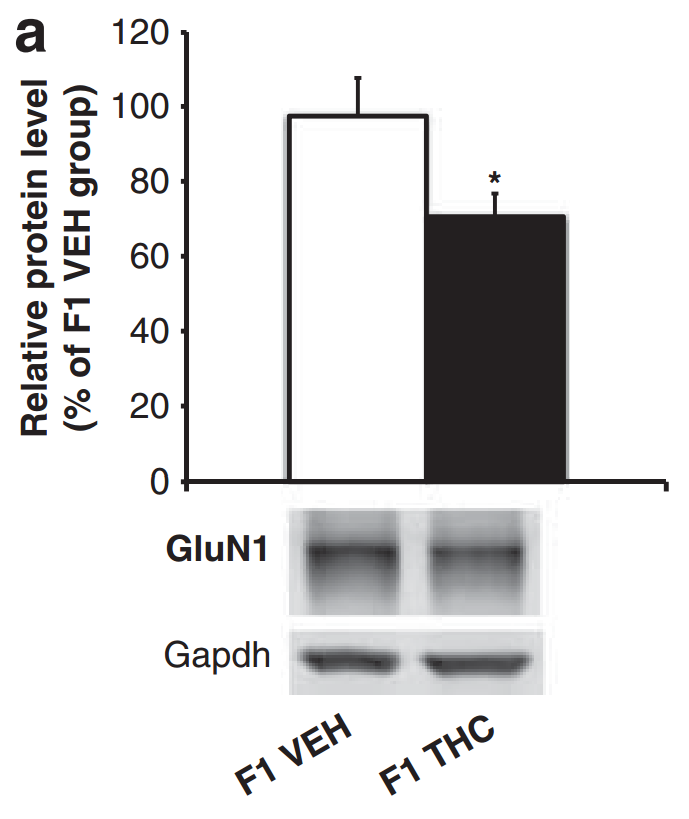 a
Relative protein level
(% of F1 VEH group)
120
100
80
60
40
20
0
*
GluN1
Gapdh
F1 VEH
F1 THC